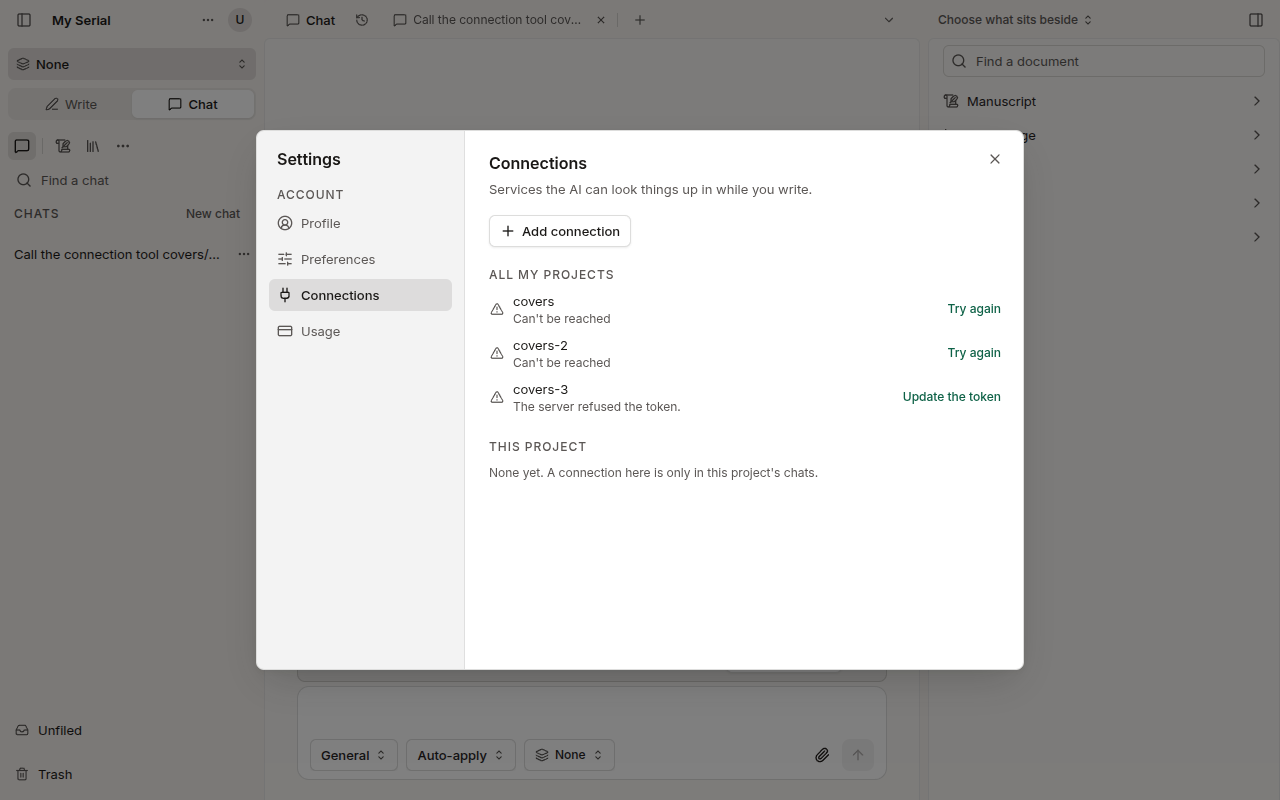 My Serial
U
Chat
Call the connection tool cov...
Choose what sits beside
None
Find a document
Write
Chat
Manuscript
Find a chat
CHATS
New chat
Call the connection tool covers/...
Settings
ACCOUNT
Profile
Preferences
Connections
Usage
Connections
Services the AI can look things up in while you write.
Add connection
ALL MY PROJECTS
covers
Can't be reached
Try again
covers-2
Can't be reached
Try again
covers-3
The server refused the token.
Update the token
THIS PROJECT
None yet. A connection here is only in this project's chats.
Unfiled
Trash
General
Auto-apply
None